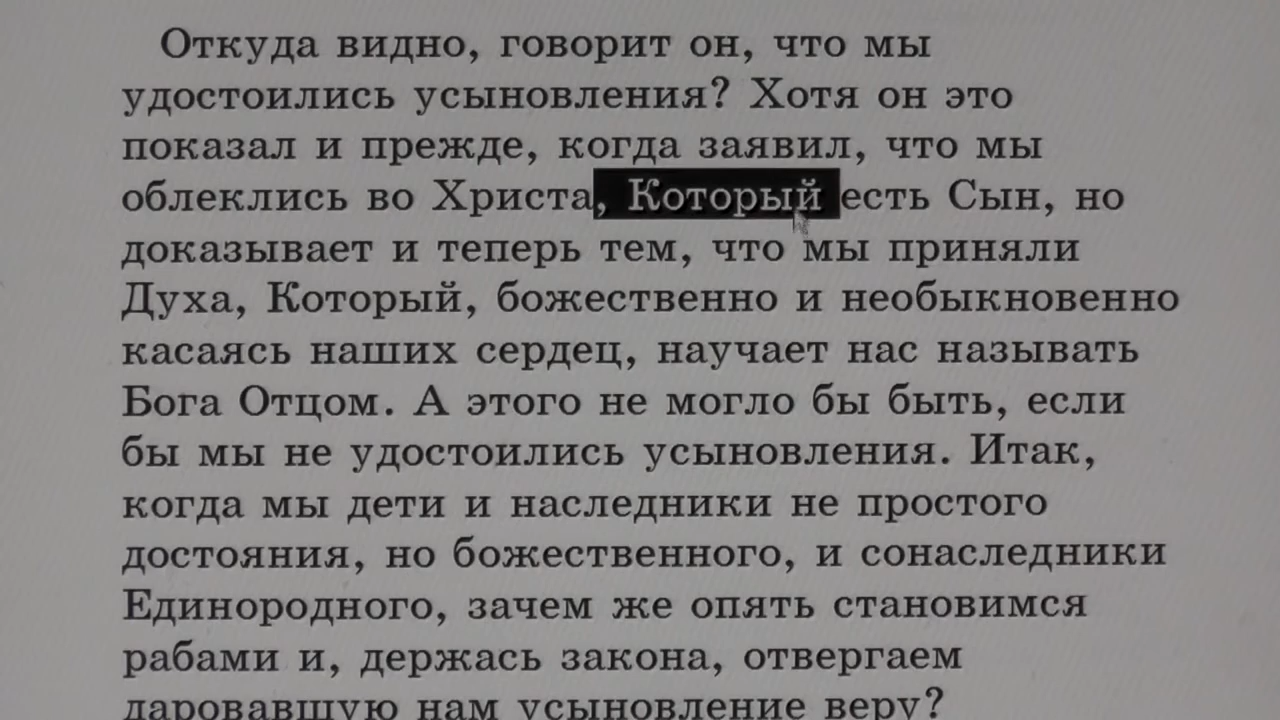 Откуда видно, говорит он, что мы
удостоились усыновления? Хотя он это
показал и прежде, когда заявил, что мы
облеклись во Христа, Который есть Сын, но
доказывает и теперь тем, что мы приняли
Духа, Который, божественно и необыкновенно
касаясь наших сердец, научает нас называть
Бога Отцом. А этого не могло бы быть, если
бы мы не удостоились усыновления. Итак,
когда мы дети и наследники не простого
достояния, но божественного, и сонаследники
Единородного, зачем же опять становимся
рабами и, держась закона, отвергаем
даровавшую нам усыновление веру?